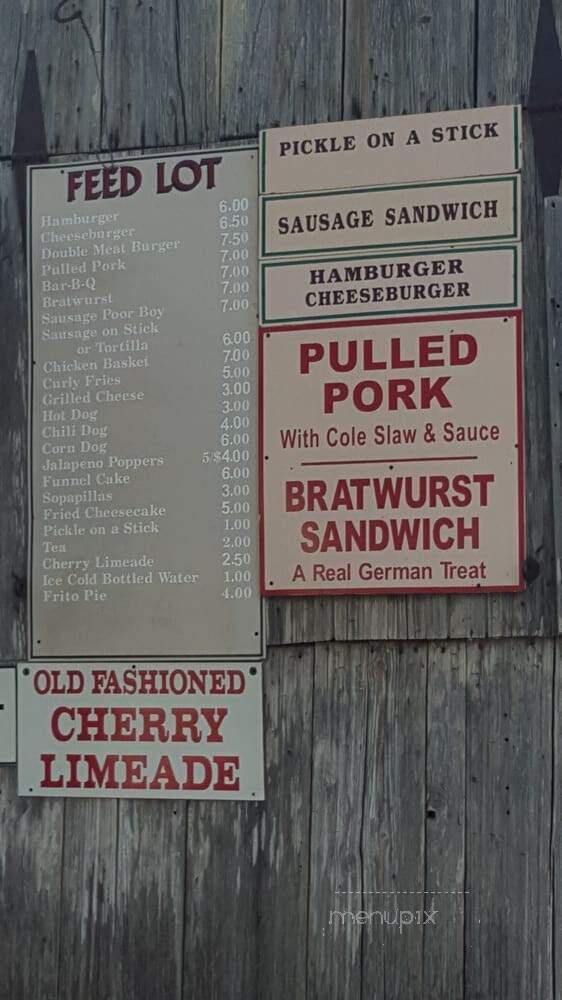 FEED LOT
Hamburger 6.00
Cheeseburger 6.50
Double Meat Burger 7.50
Pulled Pork 7.00
Bar-B-Q 7.00
Bratwurst 7.00
Sausage Poor Boy 7.00
Sausage on Stick
or Tortilla 6.00
Chicken Basket 7.00
Curly Fries 5.00
Grilled Cheese 3.00
Hot Dog 3.00
Chili Dog 4.00
Corn Dog 6.00
Jalapeno Poppers 5/$4.00
Funnel Cake 6.00
Sopapillas 3.00
Fried Cheesecake 5.00
Pickle on a Stick 1.00
Tea 2.00
Cherry Limeade 2.50
Ice Cold Bottled Water 1.00
Frito Pie 4.00
PICKLE ON A STICK
SAUSAGE SANDWICH
HAMBURGER
CHEESEBURGER
PULLED
PORK
With Cole Slaw & Sauce
BRATWURST
SANDWICH
A Real German Treat
OLD FASHIONED
CHERRY
LIMEADE
menupix